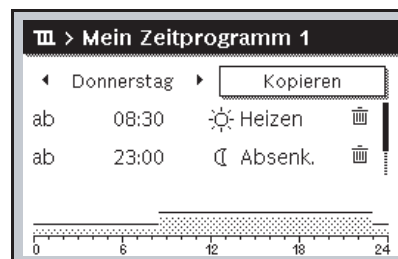 > Mein Zeitprogramm 1
Donnerstag Kopieren
ab 08:30 Heizen
ab 23:00 Absenk.
0 6 12 18 24